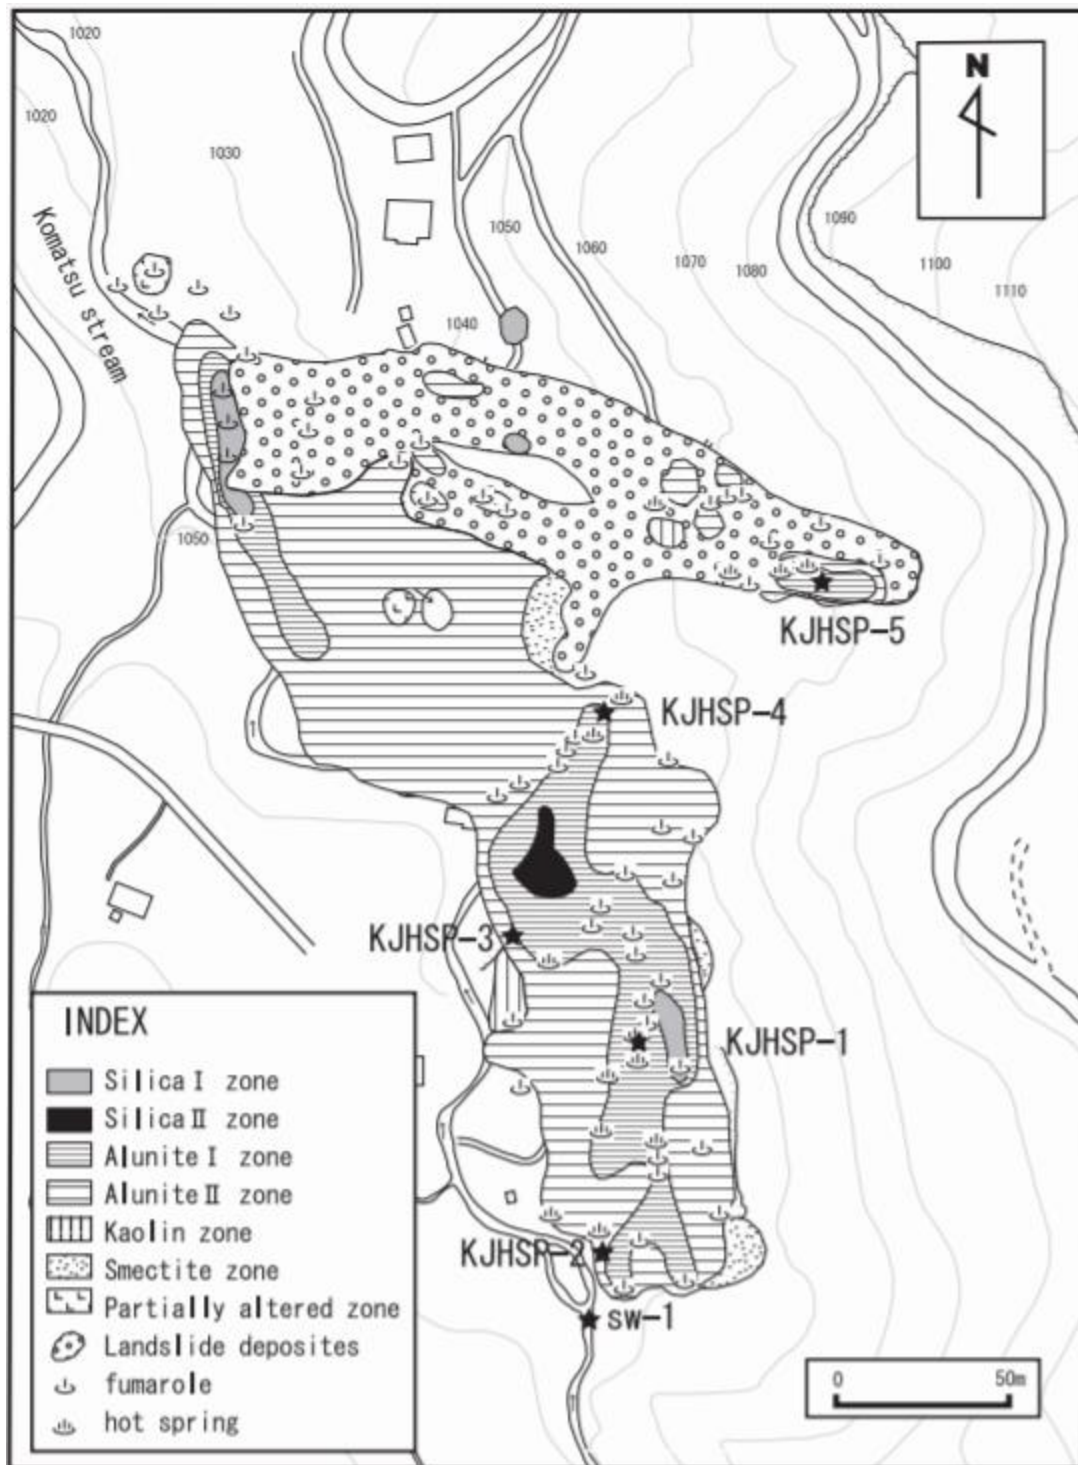 1020
N
1020
1030
1090
1050
1060
1070
1080
1100
1110
Komatsu stream
1040
1050
KJHSP-5
KJHSP-4
KJHSP-3
KJHSP-1
KJHSP-2
sw-1
INDEX
Silica I zone
Silica II zone
Alunite I zone
Alunite II zone
Kaolin zone
Smectite zone
Partially altered zone
Landslide deposites
fumarole
hot spring
0 50m